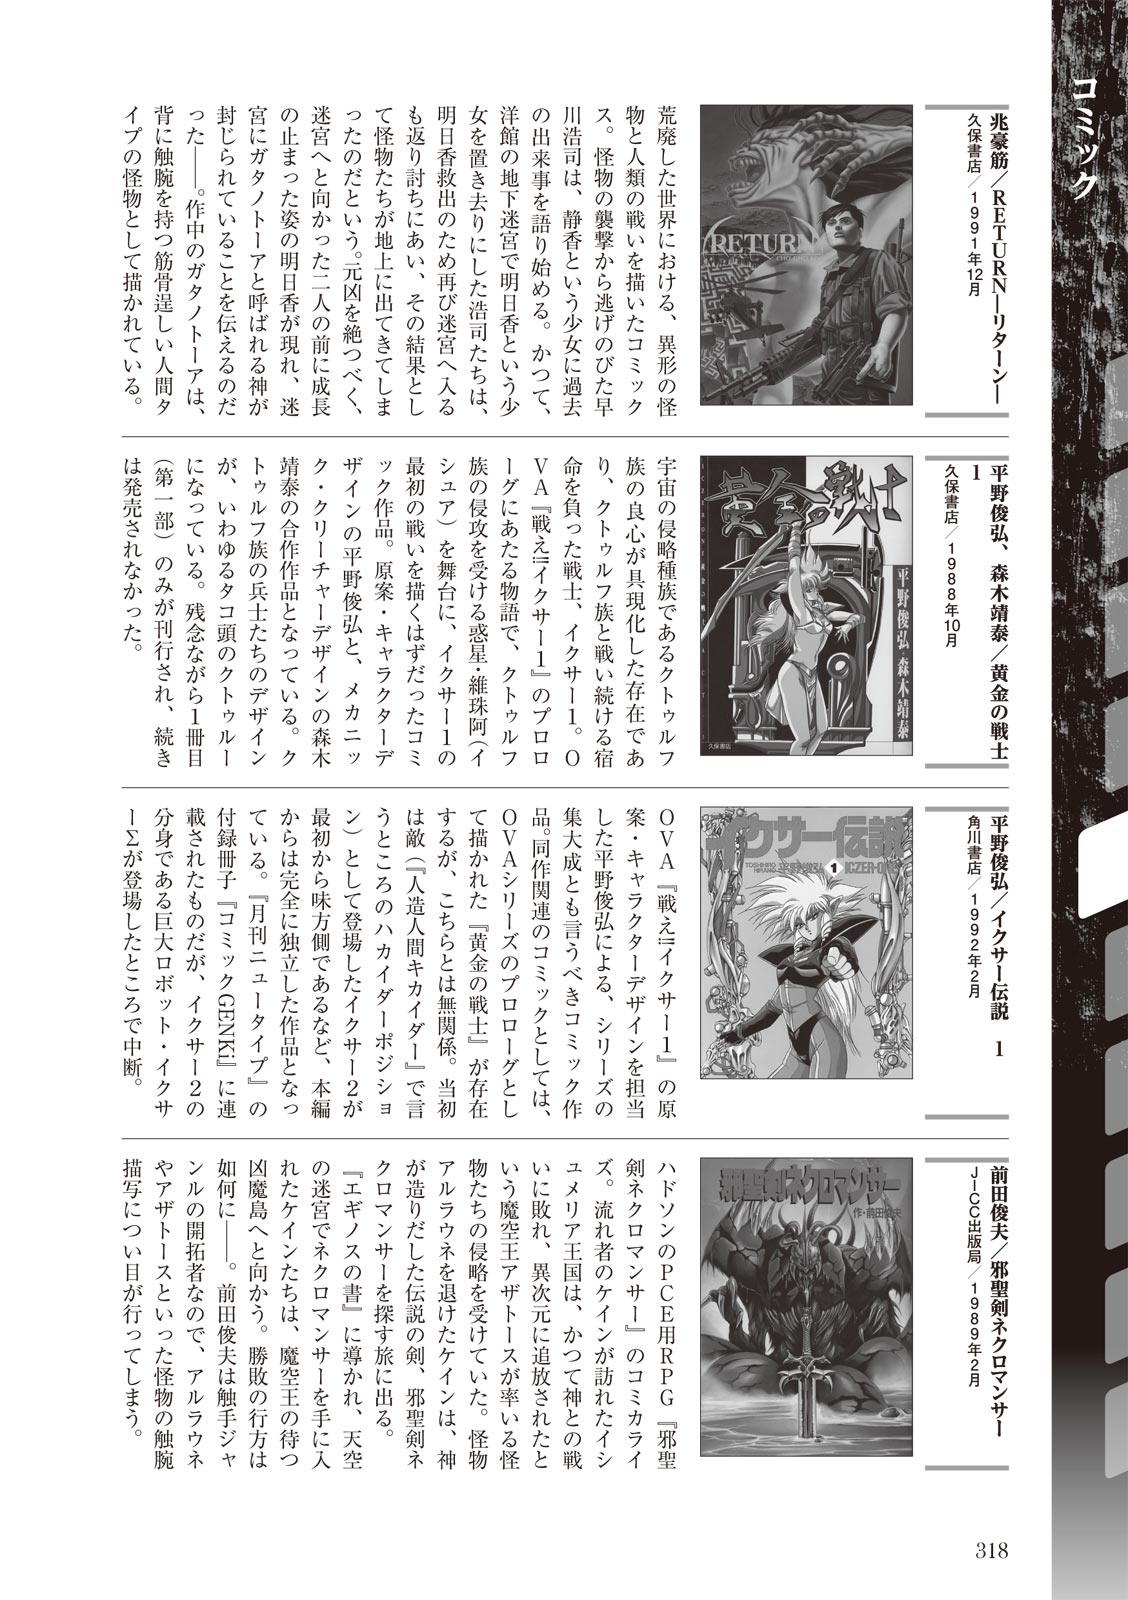 コミック
兆豪筋／RETURN―リターン―
久保書店／1991年12月
RETURN
荒廃した世界における、異形の怪
物と人類の戦いを描いたコミック
ス。怪物の襲撃から逃げのびた早
川浩司は、静香という少女に過去
の出来事を語り始める。かつて、
洋館の地下迷宮で明日香という少
女を置き去りにした浩司たちは、
明日香救出のため再び迷宮へ入る
も返り討ちにあい、その結果とし
て怪物たちが地上に出てきてしま
ったのだという。元凶を絶つべく、
迷宮へと向かった二人の前に成長
の止まった姿の明日香が現れ、迷
宮にガタノトーアと呼ばれる神が
封じられていることを伝えるのだ
った――。作中のガタノトーアは、
背に触腕を持つ筋骨逞しい人間タ
イプの怪物として描かれている。
平野俊弘、森木靖泰／黄金の戦士
1
久保書店／1988年10月
黄金の戦士
平野俊弘 森木靖泰
久保書店
宇宙の侵略種族であるクトゥルフ
族の良心が具現化した存在であ
り、クトゥルフ族と戦い続ける宿
命を負った戦士、イクサー1。O
VA『戦え!!イクサー1』のプロロ
ーグにあたる物語で、クトゥルフ
族の侵攻を受ける惑星・維珠阿（イ
シュア）を舞台に、イクサー1の
最初の戦いを描くはずだったコミ
ック作品。原案・キャラクターデ
ザインの平野俊弘と、メカニッ
ク・クリーチャーデザインの森木
靖泰の合作作品となっている。ク
トゥルフ族の兵士たちのデザイン
が、いわゆるタコ頭のクトゥルー
になっている。残念ながら1冊目
（第一部）のみが刊行され、続き
は発売されなかった。
平野俊弘／イクサー伝説　1
角川書店／1992年2月
イクサー伝説
TOSHIHIRO HIRANO 平野俊弘
1
ICZER-ONE
OVA『戦え!!イクサー1』の原
案・キャラクターデザインを担当
した平野俊弘による、シリーズの
集大成とも言うべきコミック作
品。同作関連のコミックとしては、
OVAシリーズのプロローグとし
て描かれた『黄金の戦士』が存在
するが、こちらとは無関係。当初
は敵（『人造人間キカイダー』で言
うところのハカイダーポジショ
ン）として登場したイクサー2が
最初から味方側であるなど、本編
からは完全に独立した作品となっ
ている。『月刊ニュータイプ』の
付録冊子『コミックGENKi』に連
載されたものだが、イクサー2の
分身である巨大ロボット・イクサ
ーΣが登場したところで中断。
前田俊夫／邪聖剣ネクロマンサー
JICC出版局／1989年2月
邪聖剣ネクロマンサー
作・前田俊夫
ハドソンのPCE用RPG『邪聖
剣ネクロマンサー』のコミカライ
ズ。流れ者のケインが訪れたイシ
ュメリア王国は、かつて神との戦
いに敗れ、異次元に追放されたと
いう魔空王アザトースが率いる怪
物たちの侵略を受けていた。怪物
アルラウネを退けたケインは、神
が造りだした伝説の剣、邪聖剣ネ
クロマンサーを探す旅に出る。
『エギノスの書』に導かれ、天空
の迷宮でネクロマンサーを手に入
れたケインたちは、魔空王の待つ
凶魔島へと向かう。勝敗の行方は
如何に――。前田俊夫は触手ジャ
ンルの開拓者なので、アルラウネ
やアザトースといった怪物の触腕
描写につい目が行ってしまう。
318